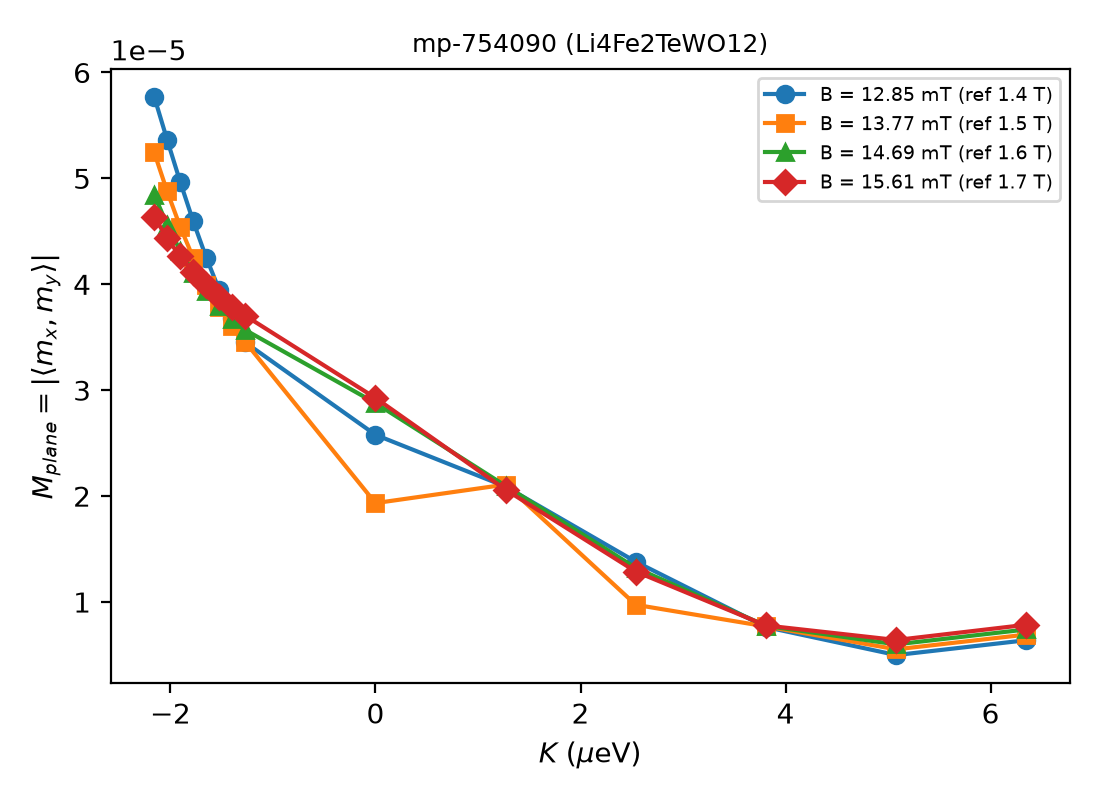 mp-754090 (Li4Fe2TeWO12)
1e−5
6
5
4
3
2
1
M_plane = |⟨m_x, m_y⟩|
B = 12.85 mT (ref 1.4 T)
B = 13.77 mT (ref 1.5 T)
B = 14.69 mT (ref 1.6 T)
B = 15.61 mT (ref 1.7 T)
−2 0 2 4 6
K (μeV)